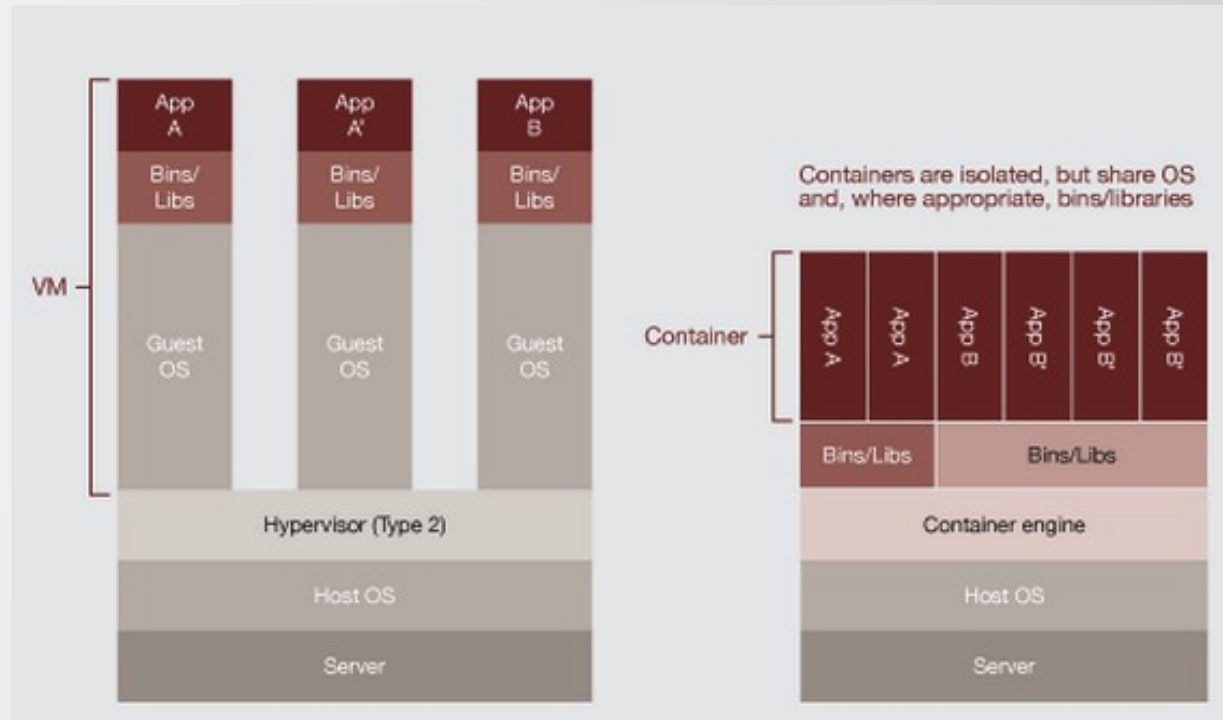 App
A
Bins/
Libs
Guest
OS
App
A'
Bins/
Libs
Guest
OS
App
B
Bins/
Libs
Guest
OS
VM
Hypervisor (Type 2)
Host OS
Server
Containers are isolated, but share OS
and, where appropriate, bins/libraries
Container
App A
App A
App B
App B'
App B'
App B'
Bins/Libs
Bins/Libs
Container engine
Host OS
Server